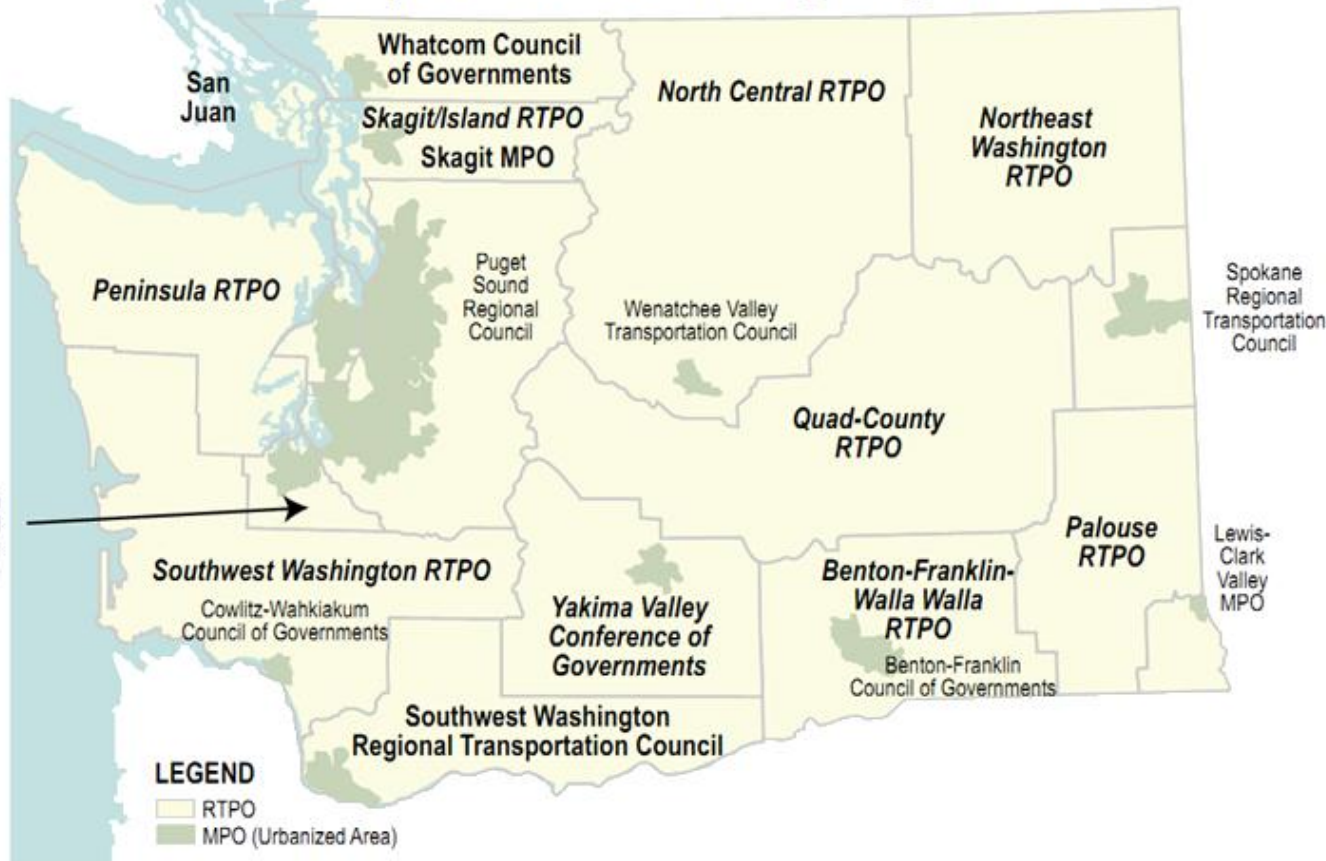 Whatcom Council
of Governments
San
Juan
Skagit/Island RTPO
Skagit MPO
North Central RTPO
Northeast
Washington
RTPO
Peninsula RTPO
Puget
Sound
Regional
Council
Wenatchee Valley
Transportation Council
Spokane
Regional
Transportation
Council
Quad-County
RTPO
Palouse
RTPO
Lewis-
Clark
Valley
MPO
Southwest Washington RTPO
Cowlitz-Wahkiakum
Council of Governments
Yakima Valley
Conference of
Governments
Benton-Franklin-
Walla Walla
RTPO
Benton-Franklin
Council of Governments
Southwest Washington
Regional Transportation Council
LEGEND
RTPO
MPO (Urbanized Area)